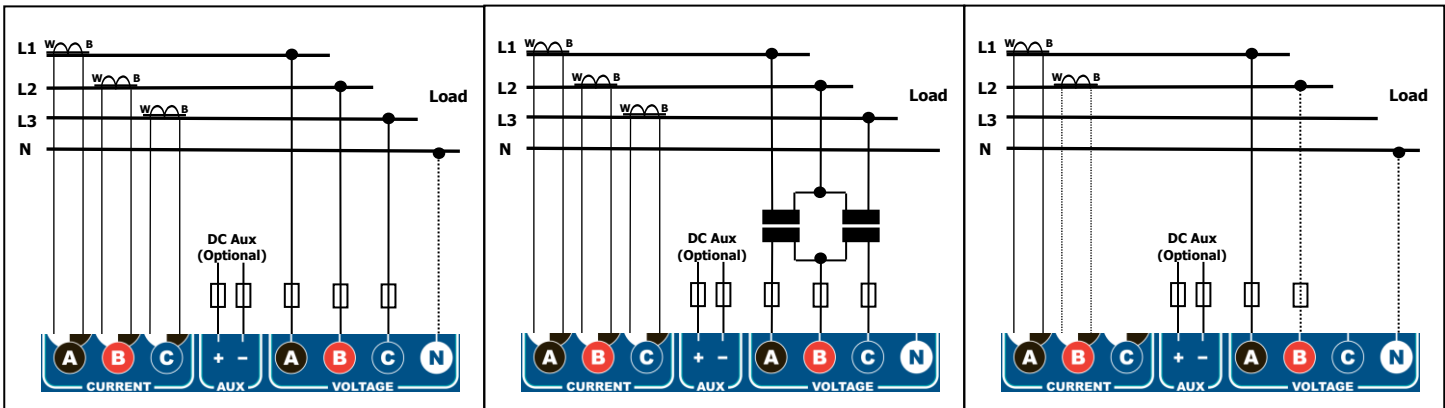 L1 W B
L2 W B
L3 W B
N
Load
DC Aux
(Optional)
A B C + − A B C N
CURRENT AUX VOLTAGE
L1 W B
L2 W B
L3 W B
N
Load
DC Aux
(Optional)
A B C + − A B C N
CURRENT AUX VOLTAGE
L1 W B
L2 W B
L3
N
Load
DC Aux
(Optional)
A B C + − A B C N
CURRENT AUX VOLTAGE